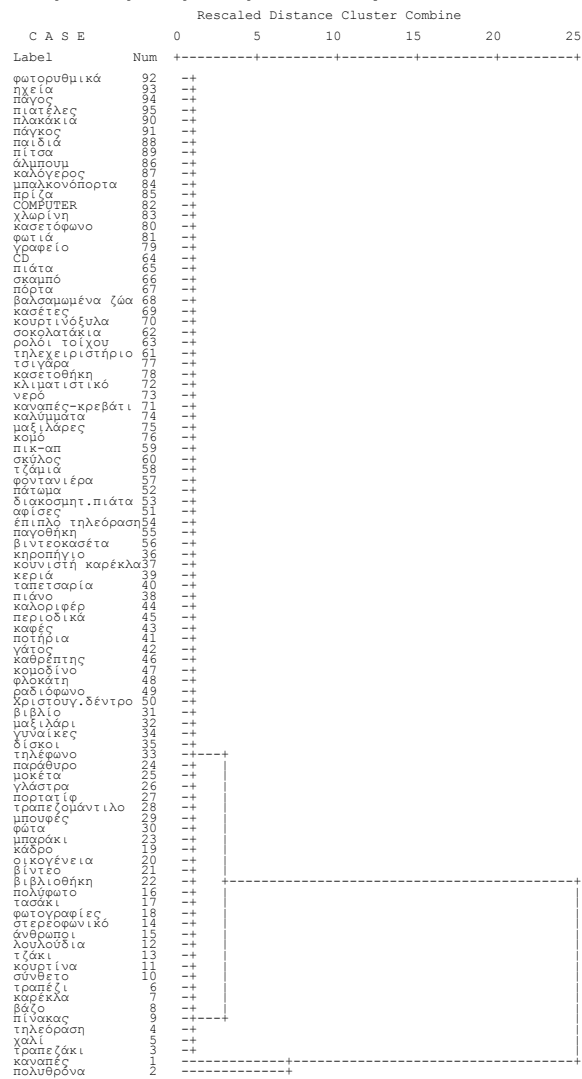 Rescaled Distance Cluster Combine
C A S E 0 5 10 15 20 25
Label Num +---------+---------+---------+---------+---------+
φωτορυθμικά 92
ηχεία 93
πάγος 94
πιατέλες 95
πλακάκια 90
πάγκος 91
παιδιά 88
πίτσα 89
άλμπουμ 86
καλόγερος 87
μπαλκονόπορτα 84
πρίζα 85
COMPUTER 82
χλωρίνη 83
κασετόφωνο 80
φωτιά 81
γραφείο 79
CD 64
πιάτα 65
σκαμπό 66
πόρτα 67
βαλσαμωμένα ζώα 68
κασέτες 69
κουρτινόξυλα 70
σοκολατάκια 62
ρολόι τοίχου 63
τηλεχειριστήριο 61
τσιγάρα 77
κασετοθήκη 78
κλιματιστικό 72
νερό 73
καναπές-κρεβάτι 71
καλύμματα 74
μαξιλάρες 75
κομό 76
πικ-απ 59
σκύλος 60
τζάμια 58
φοντανιέρα 57
πάτωμα 52
διακοσμητ.πιάτα 53
αφίσες 51
έπιπλο τηλεόραση54
παγοθήκη 55
βιντεοκασέτα 56
κηροπήγιο 36
κουνιστή καρέκλα37
κεριά 39
ταπετσαρία 40
πιάνο 38
καλοριφέρ 44
περιοδικά 45
καφές 43
ποτήρια 41
γάτος 42
καθρέπτης 46
κομοδίνο 47
φλοκάτη 48
ραδιόφωνο 49
Χριστουγ.δέντρο 50
βιβλίο 31
μαξιλάρι 32
γυναίκες 34
δίσκοι 35
τηλέφωνο 33
παράθυρο 24
μοκέτα 25
γλάστρα 26
πορτατίφ 27
τραπεζομάντιλο 28
μπουφές 29
φώτα 30
μπαράκι 23
κάδρο 19
οικογένεια 20
βίντεο 21
βιβλιοθήκη 22
πολύφωτο 16
τασάκι 17
φωτογραφίες 18
στερεοφωνικό 14
άνθρωποι 15
λουλούδια 12
τζάκι 13
κουρτίνα 11
σύνθετο 10
τραπέζι 6
καρέκλα 7
βάζο 8
πίνακας 9
τηλεόραση 4
χαλί 5
τραπεζάκι 3
καναπές 1
πολυθρόνα 2